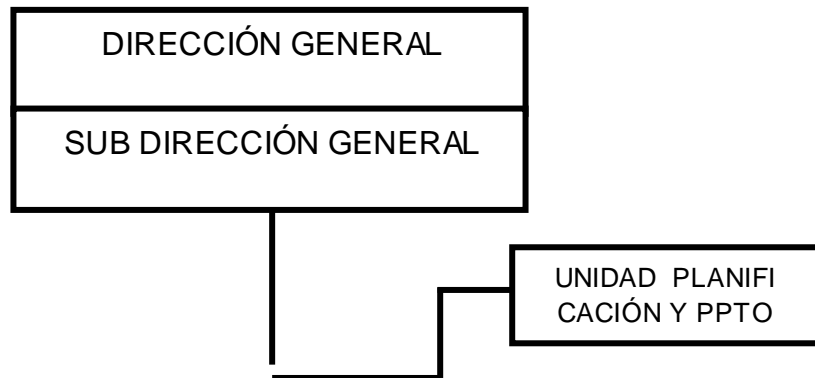 DIRECCIÓN GENERAL
SUB DIRECCIÓN GENERAL
UNIDAD PLANIFI
CACIÓN Y PPTO